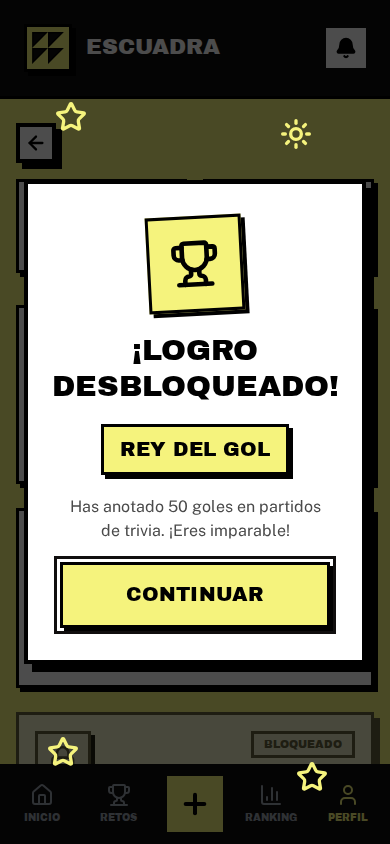 ESCUADRA
¡LOGRO
DESBLOQUEADO!
REY DEL GOL
Has anotado 50 goles en partidos
de trivia. ¡Eres imparable!
CONTINUAR
BLOQUEADO
INICIO
RETOS
RANKING
PERFIL